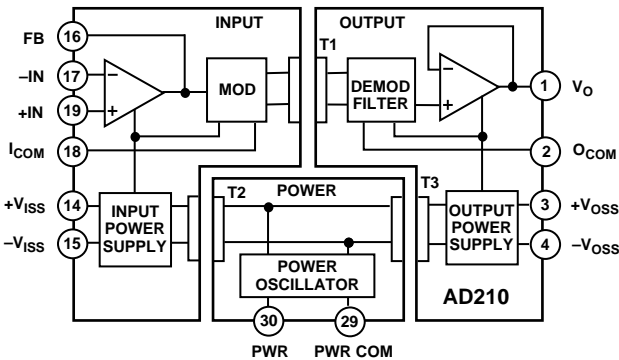 INPUT
OUTPUT
FB 16
–IN 17
+IN 19
ICOM 18
+VISS 14
–VISS 15
–
+
MOD
T1
DEMOD
FILTER
–
+
1 VO
2 OCOM
3 +VOSS
4 –VOSS
INPUT
POWER
SUPPLY
T2
POWER
T3
POWER
OSCILLATOR
OUTPUT
POWER
SUPPLY
AD210
30
29
PWR
PWR COM